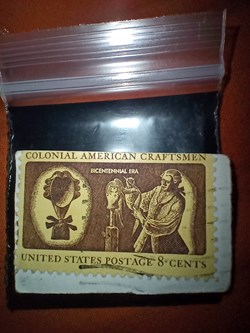 COLONIAL AMERICAN CRAFTSMEN
BICENTENNIAL ERA
UNITED STATES POSTAGE 8 CENTS